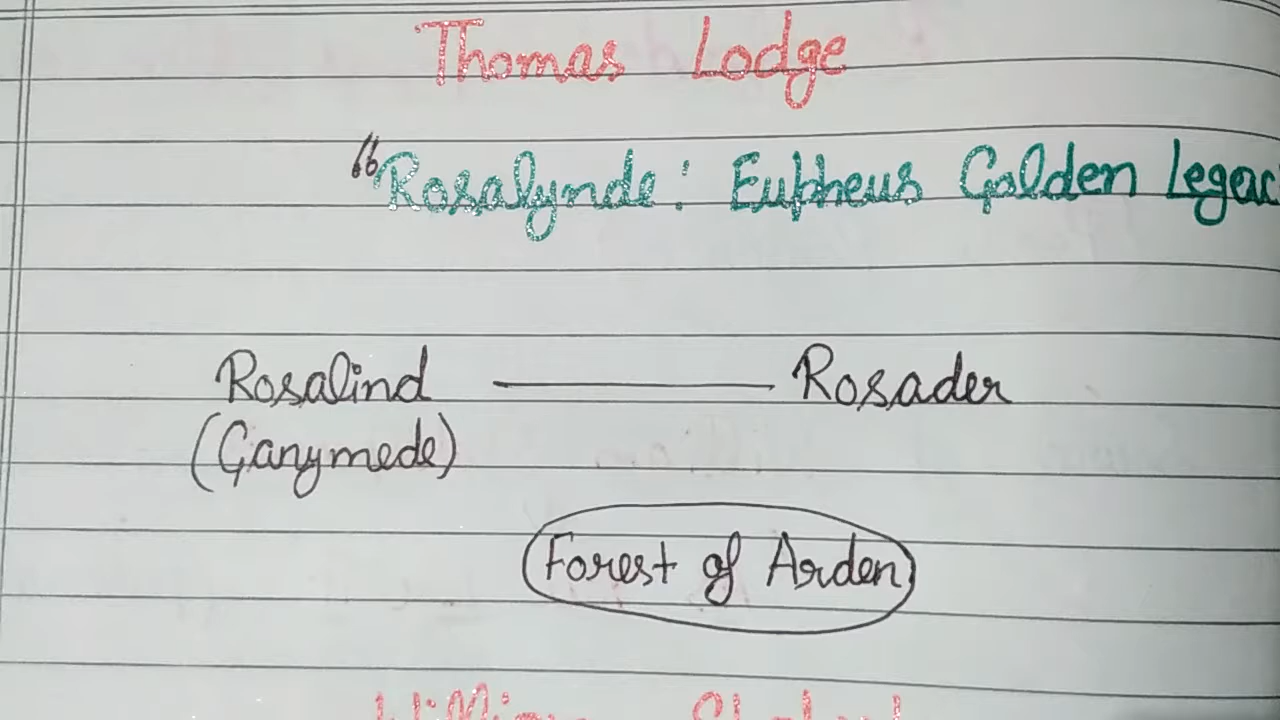 Thomas Lodge
"Rosalynde: Eupheus Golden Legac
Rosalind — Rosader
(Ganymede)
Forest of Arden